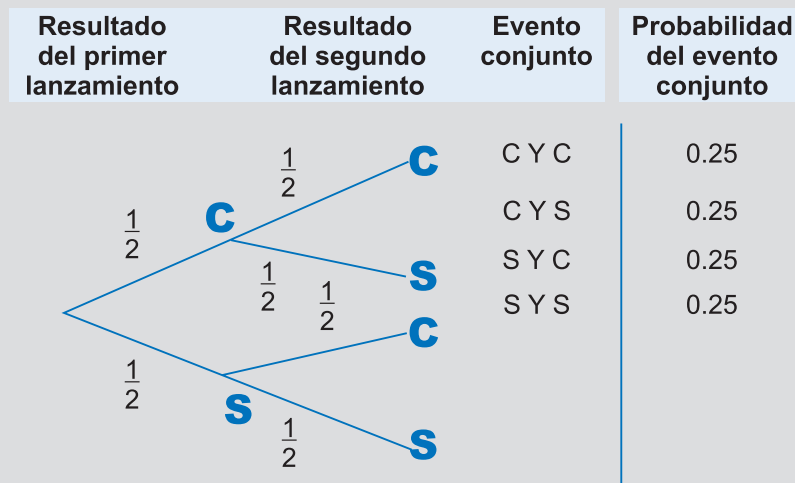 Resultado
del primer
lanzamiento
Resultado
del segundo
lanzamiento
Evento
conjunto
Probabilidad
del evento
conjunto
1
2
C
1
2
C
1
2
S
1
2
S
1
2
C
1
2
S
C Y C 0.25
C Y S 0.25
S Y C 0.25
S Y S 0.25